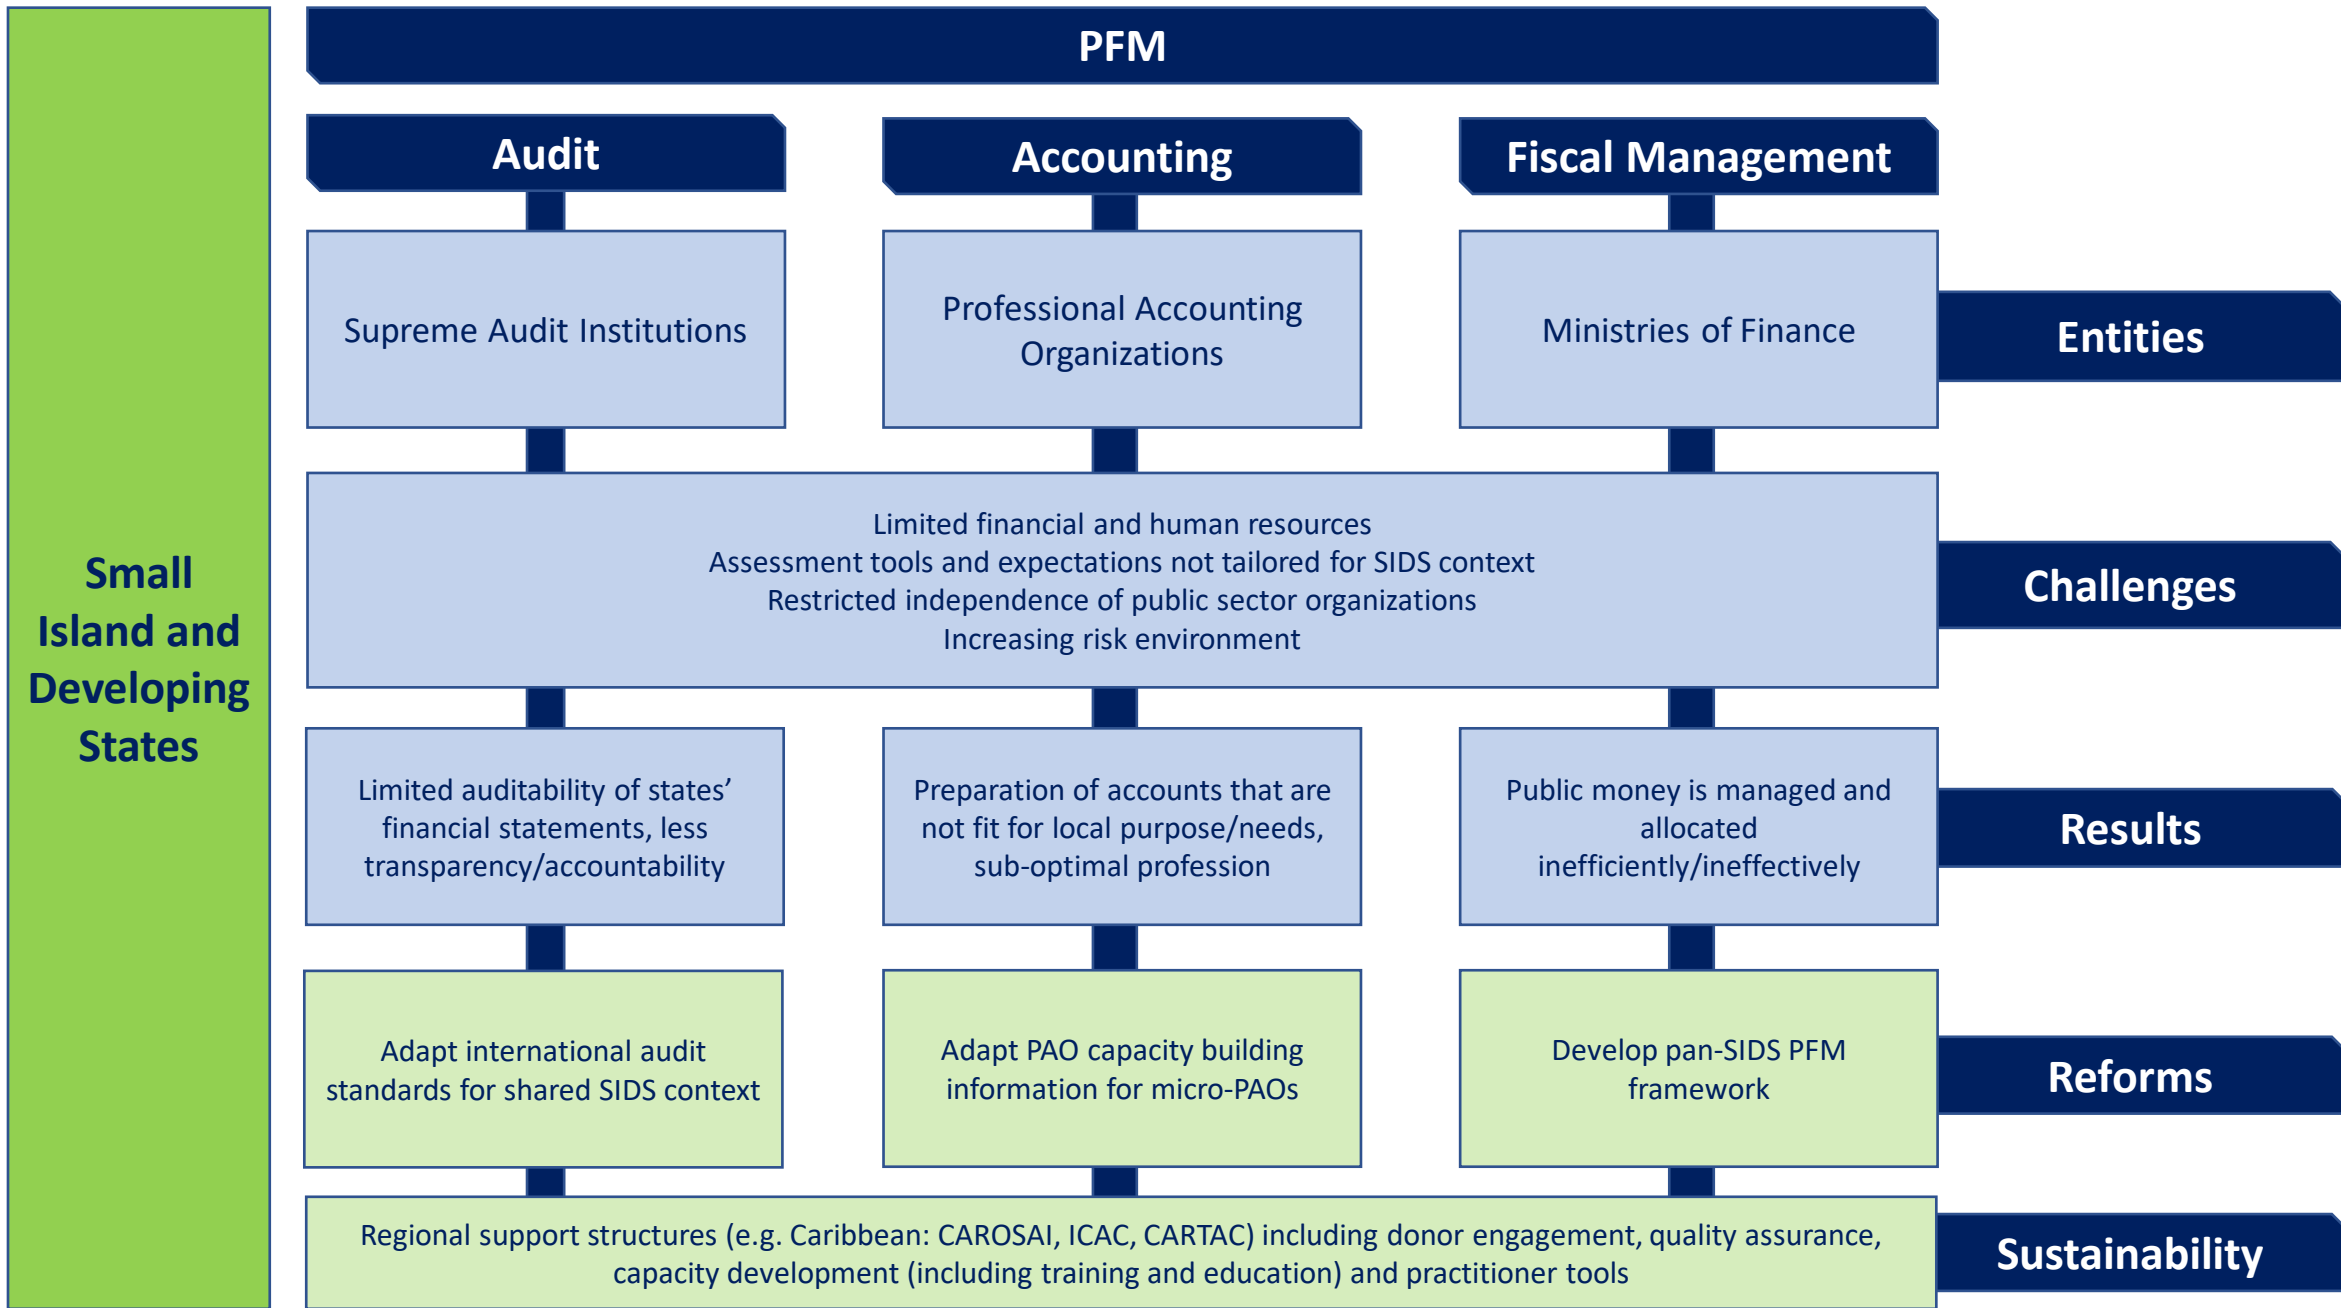 PFM
Audit
Accounting
Fiscal Management
Small
Island and
Developing
States
Supreme Audit Institutions
Professional Accounting
Organizations
Ministries of Finance
Entities
Limited financial and human resources
Assessment tools and expectations not tailored for SIDS context
Restricted independence of public sector organizations
Increasing risk environment
Challenges
Limited auditability of states’
financial statements, less
transparency/accountability
Preparation of accounts that are
not fit for local purpose/needs,
sub-optimal profession
Public money is managed and
allocated
inefficiently/ineffectively
Results
Adapt international audit
standards for shared SIDS context
Adapt PAO capacity building
information for micro-PAOs
Develop pan-SIDS PFM
framework
Reforms
Regional support structures (e.g. Caribbean: CAROSAI, ICAC, CARTAC) including donor engagement, quality assurance,
capacity development (including training and education) and practitioner tools
Sustainability